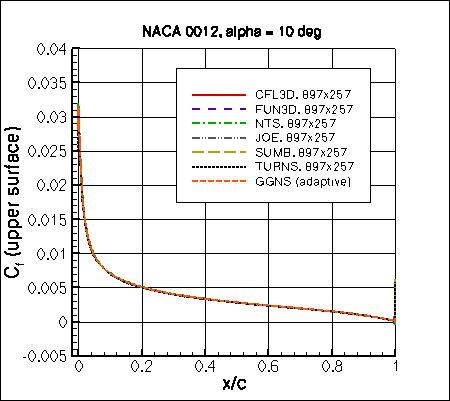 NACA 0012, alpha = 10 deg
0.04
0.035
0.03
0.025
0.02
0.015
0.01
0.005
0
-0.005
Cf (upper surface)
CFL3D, 897x257
FUN3D, 897x257
NTS, 897x257
JOE, 897x257
SUMB, 897x257
TURNS, 897x257
GGNS (adaptive)
0 0.2 0.4 0.6 0.8 1
x/c